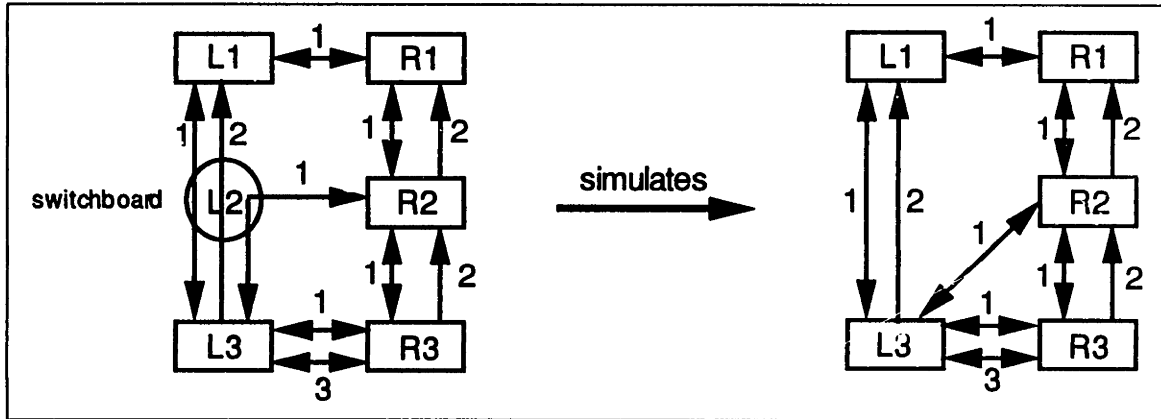 L1 1 R1
1 2 1 2
switchboard L2 1 R2
1 2
L3 1 R3
3
simulates
L1 1 R1
1 2 1 2
1 R2
1 2
L3 1 R3
3